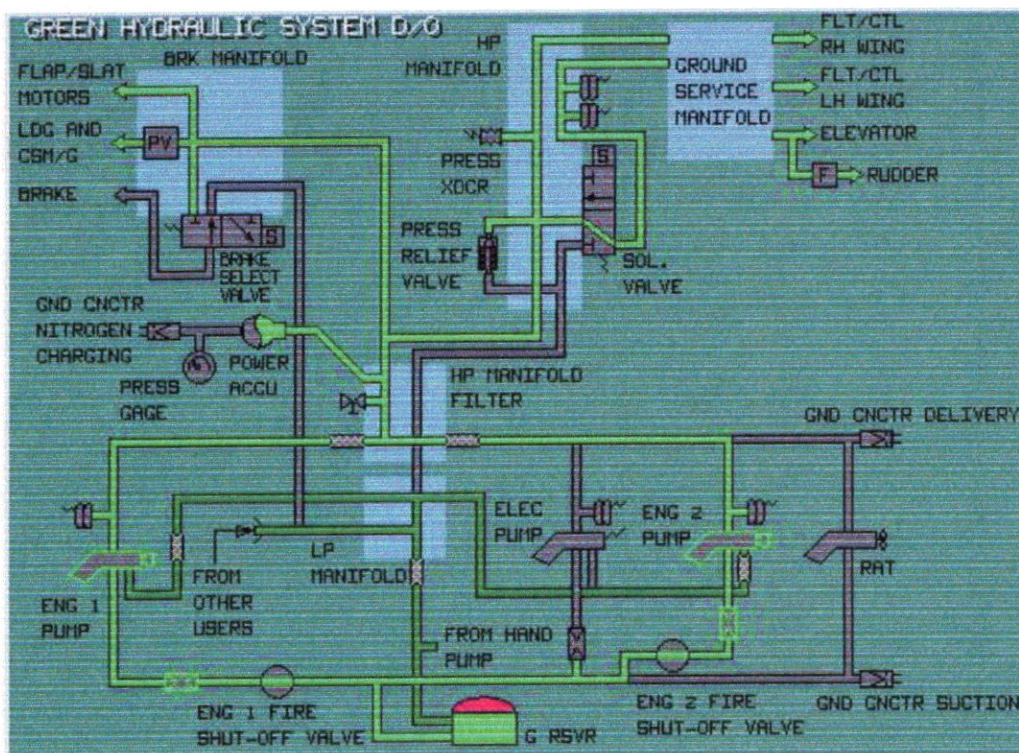 GREEN HYDRAULIC SYSTEM D/O
BRK MANIFOLD
FLAP/SLAT
MOTORS
LDG AND
CSM/G
PV
BRAKE
S
BRAKE
SELECT
VALVE
HP
MANIFOLD
PRESS
XDCR
GROUND
SERVICE
MANIFOLD
FLT/CTL
RH WING
FLT/CTL
LH WING
ELEVATOR
F
RUDDER
S
PRESS
RELIEF
VALVE
SOL.
VALVE
GND CNCTR
NITROGEN
CHARGING
PRESS
GAGE
POWER
ACCU
HP MANIFOLD
FILTER
GND CNCTR DELIVERY
ELEC
PUMP
ENG 2
PUMP
RAT
ENG 1
PUMP
FROM
OTHER
USERS
LP
MANIFOLD
FROM HAND
PUMP
ENG 1 FIRE
SHUT-OFF VALVE
G RSVR
ENG 2 FIRE
SHUT-OFF VALVE
GND CNCTR SUCTION